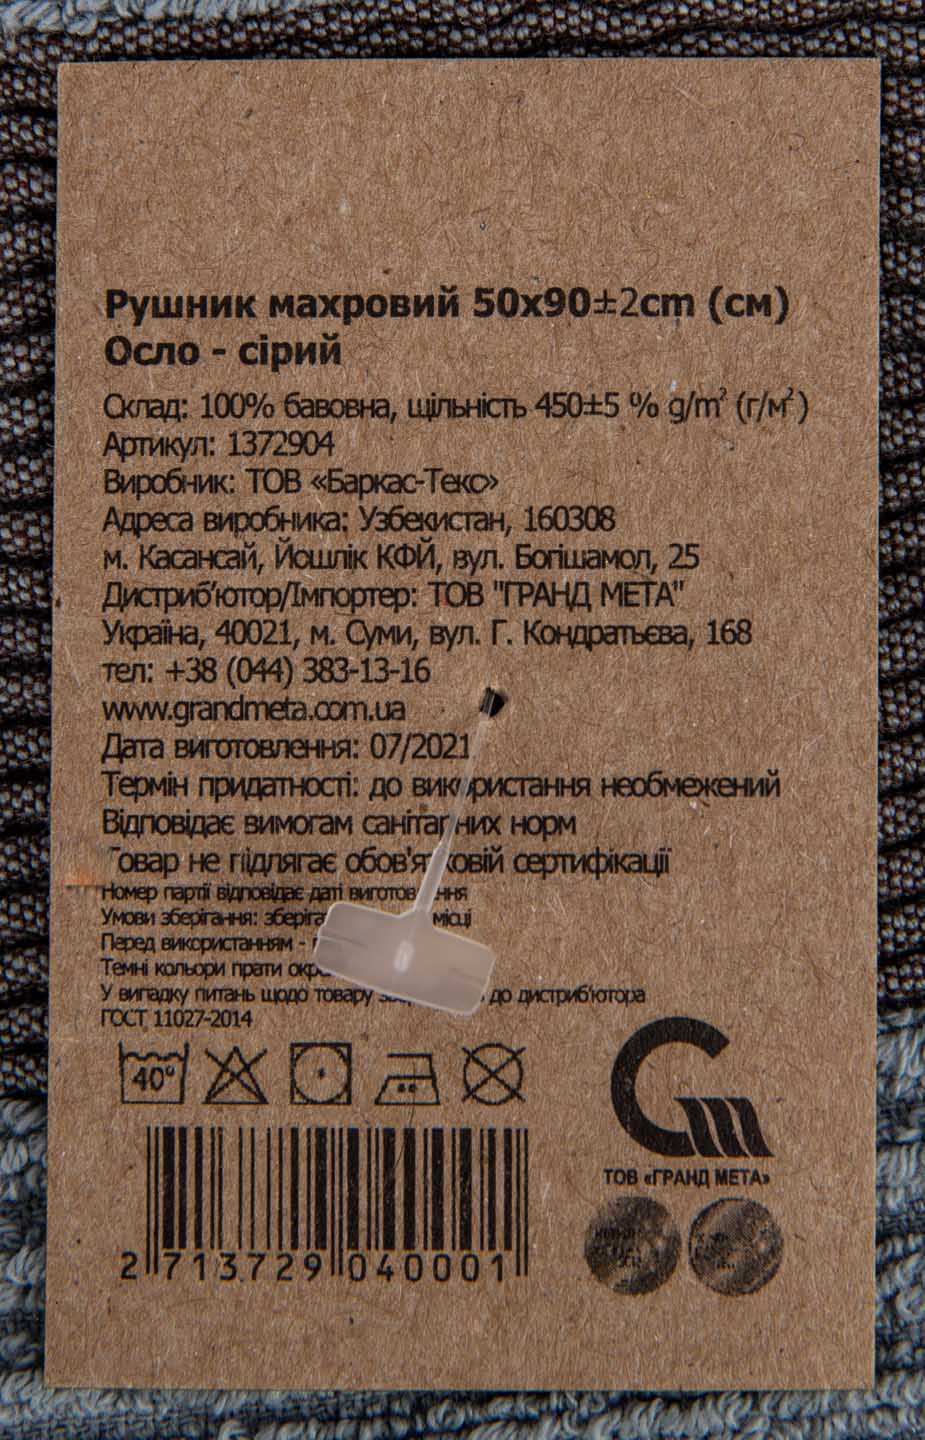 Рушник махровий 50х90±2cm (см)
Осло - сірий
Склад: 100% бавовна, щільність 450±5 % g/m² (г/м²)
Артикул: 1372904
Виробник: ТОВ «Баркас-Текс»
Адреса виробника: Узбекистан, 160308
м. Касансай, Йошлік КФЙ, вул. Богішамол, 25
Дистриб'ютор/Імпортер: ТОВ "ГРАНД МЕТА"
Україна, 40021, м. Суми, вул. Г. Кондратьєва, 168
тел: +38 (044) 383-13-16
www.grandmeta.com.ua
Дата виготовлення: 07/2021
Термін придатності: до використання необмежений
Відповідає вимогам санітарних норм
Товар не підлягає обов'язковій сертифікації
Номер партії відповідає даті виготовлення
Умови зберігання: місці
Перед використанням -
Темні кольори прати
У випадку питань щодо товару до дистриб'ютора
ГОСТ 11027-2014
40°
ТОВ «ГРАНД МЕТА»
2 713729 040001